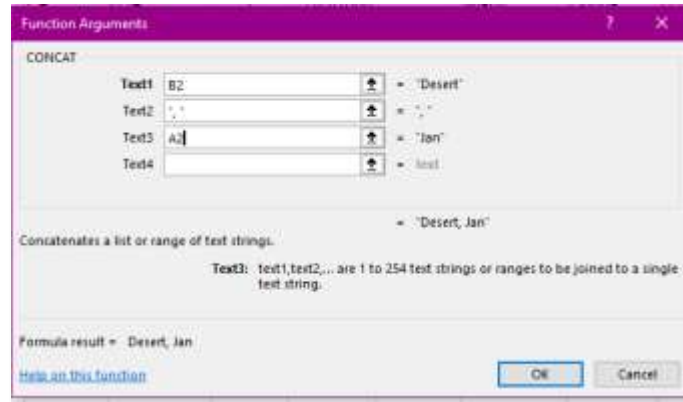 Function Arguments ? ×
CONCAT
Text1 B2 = "Desert"
Text2 ", " = ", "
Text3 A2 = "Jan"
Text4 = text
= "Desert, Jan"
Concatenates a list or range of text strings.
Text3: text1,text2,... are 1 to 254 text strings or ranges to be joined to a single
text string.
Formula result = Desert, Jan
Help on this function OK Cancel